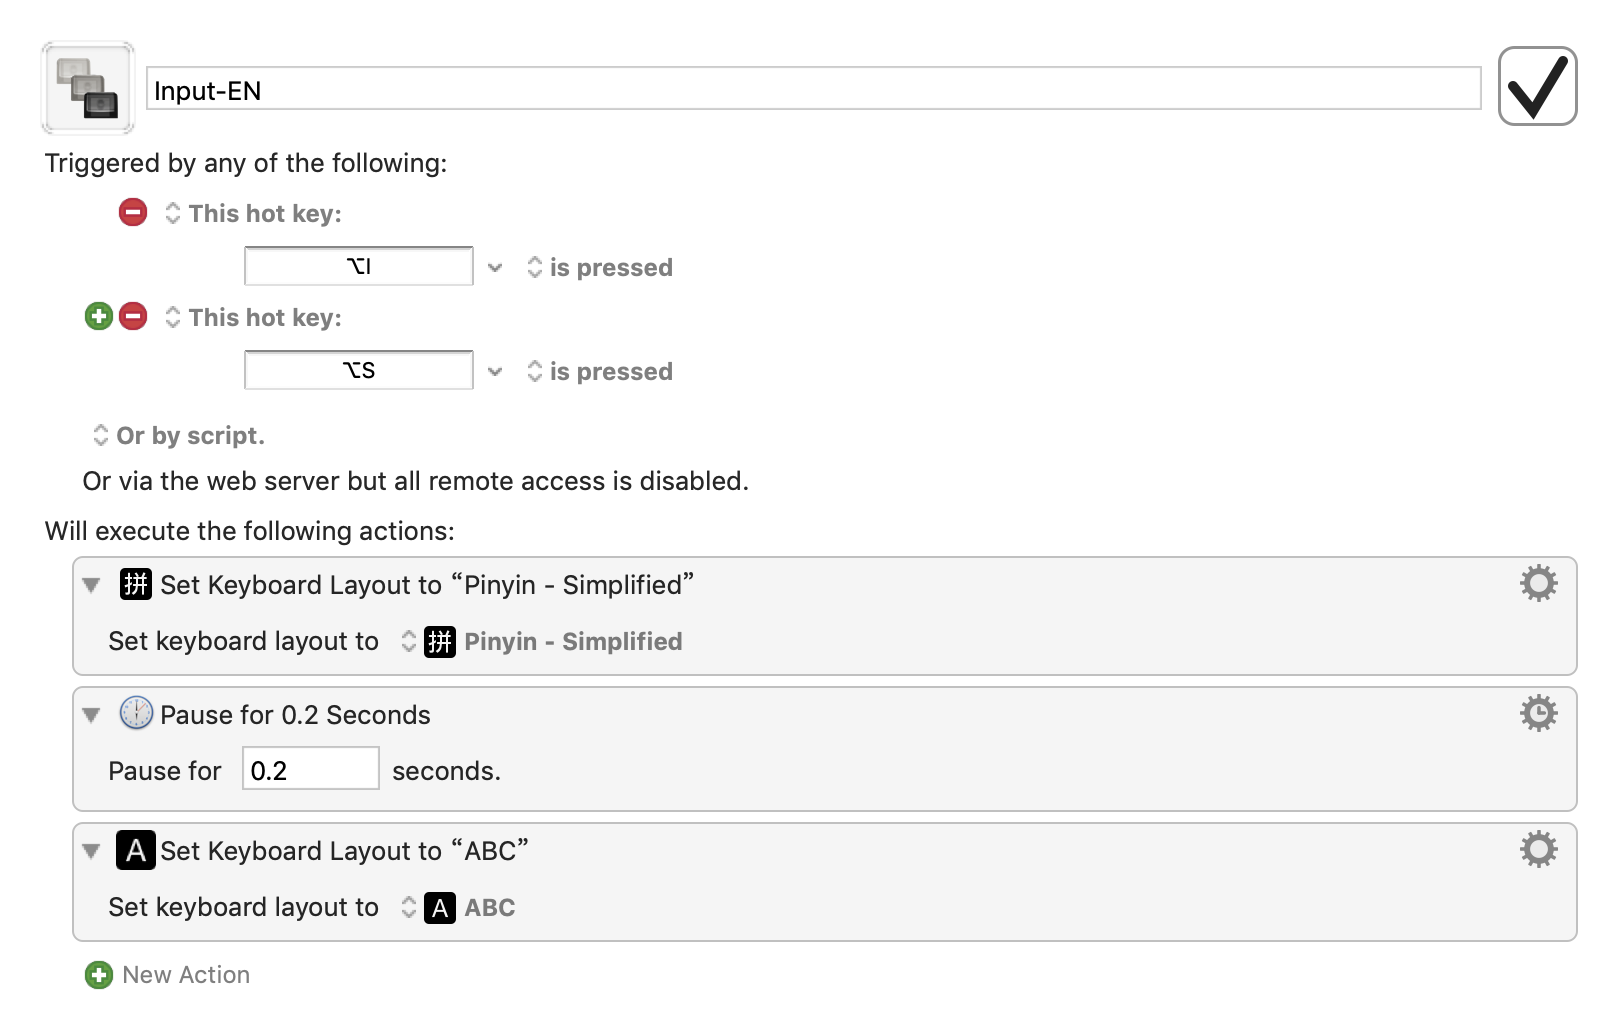 Input-EN
Triggered by any of the following:
This hot key:
⌥I is pressed
This hot key:
⌥S is pressed
Or by script.
Or via the web server but all remote access is disabled.
Will execute the following actions:
拼 Set Keyboard Layout to “Pinyin - Simplified”
Set keyboard layout to 拼 Pinyin - Simplified
Pause for 0.2 Seconds
Pause for 0.2 seconds.
A Set Keyboard Layout to “ABC”
Set keyboard layout to A ABC
New Action